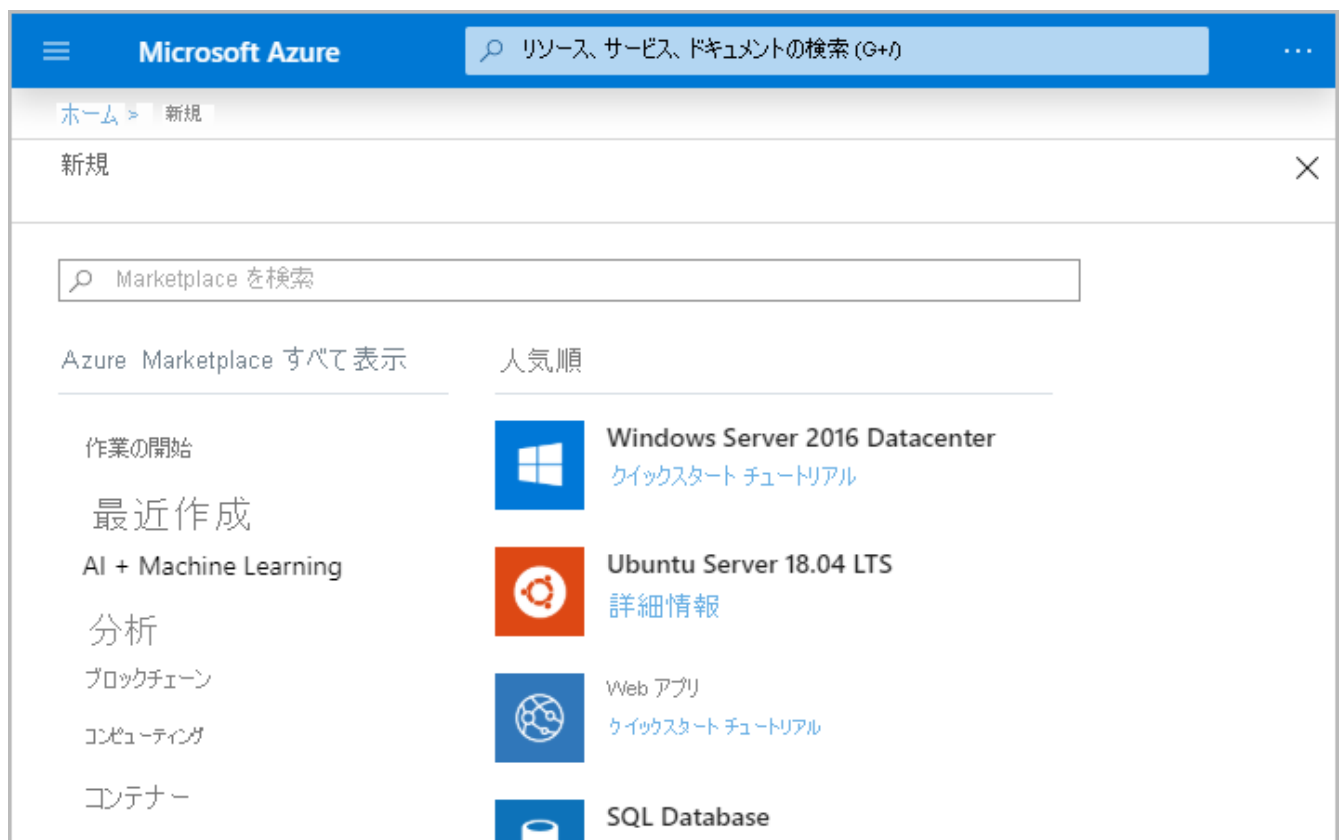 Microsoft Azure
リソース、サービス、ドキュメントの検索 (G+/)
ホーム > 新規
新規
Marketplace を検索
Azure Marketplace すべて表示
作業の開始
最近作成
AI + Machine Learning
分析
ブロックチェーン
コンピューティング
コンテナー
人気順
Windows Server 2016 Datacenter
クイックスタート チュートリアル
Ubuntu Server 18.04 LTS
詳細情報
Web アプリ
クイックスタート チュートリアル
SQL Database